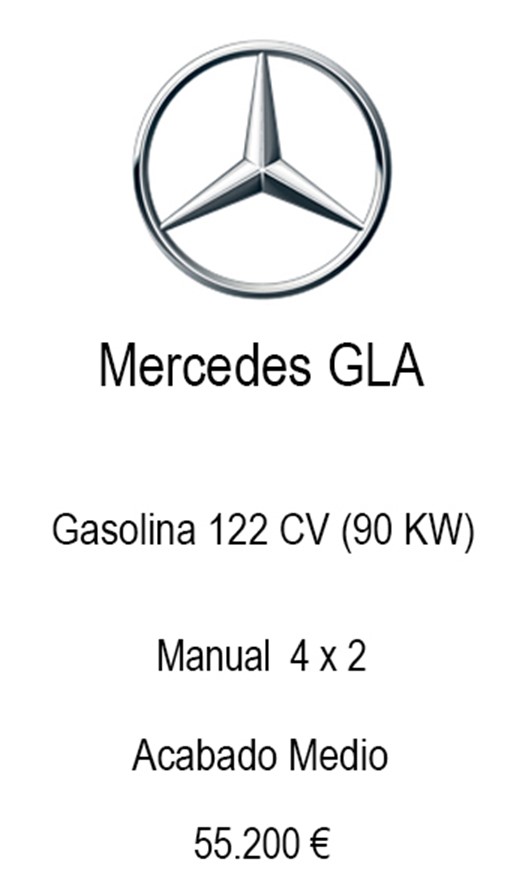 Mercedes GLA
Gasolina 122 CV (90 KW)
Manual 4 x 2
Acabado Medio
55.200 €